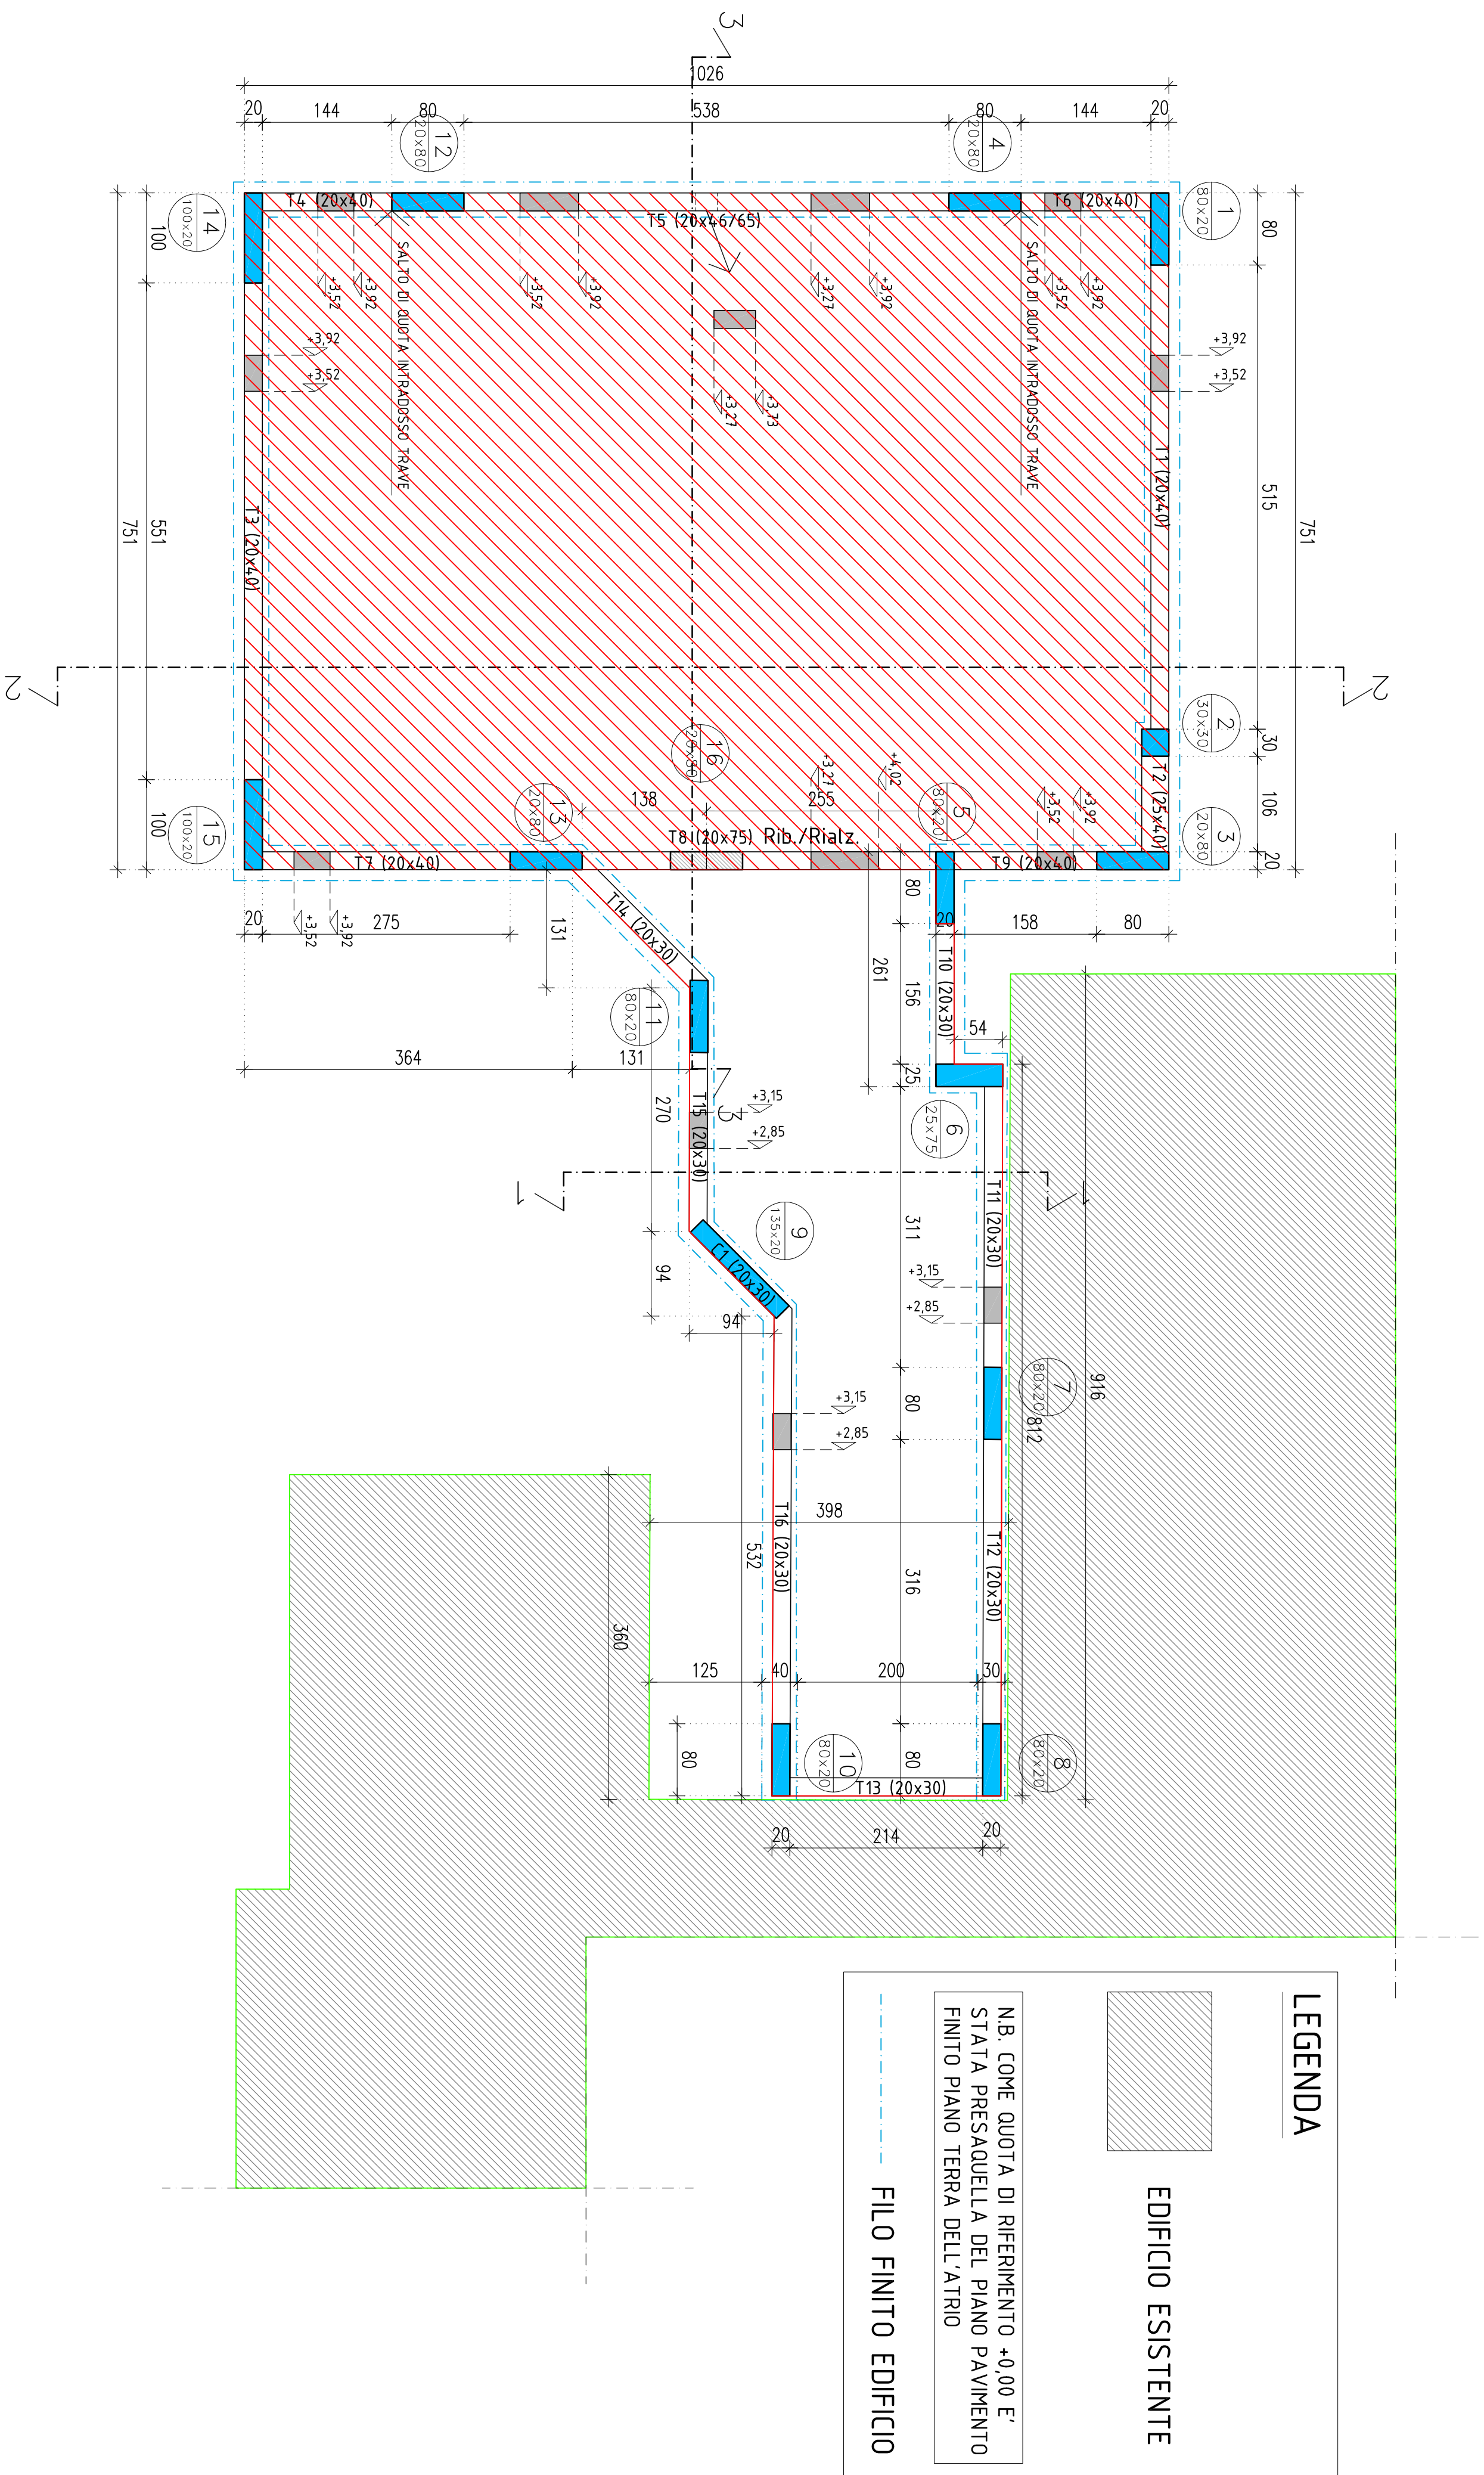 3
1026
20
144
80
538
80
144
20
12
20x80
4
20x80
1
80x20
14
100x20
T4 (20x40)
T5 (20x46/65)
T6 (20x40)
SALTO DI QUOTA INTRADOSSO TRAVE
SALTO DI QUOTA INTRADOSSO TRAVE
+3,52
+3,92
+3,52
+3,92
+3,27
+3,92
+3,52
+3,92
+3,27
+3,73
+3,92
+3,52
+3,92
+3,52
80
515
751
30
106
20
100
551
751
100
T1 (20x40)
T3 (20x40)
2
2
2
30x30
T2 (25x40)
3
20x80
16
20x80
13
20x80
5
80x20
15
100x20
138
255
+3,27
+4,02
+3,52
+3,92
T7 (20x40)
T8 (20x75)
Rib./Rialz.
T9 (20x40)
+3,52
+3,92
20
275
131
T14 (20x30)
364
131
11
80x20
80
261
156
25
20
158
80
T10 (20x30)
54
6
25x75
3
270
T15 (20x30)
+3,15
+2,85
1
1
9
135x20
C1 (20x30)
94
94
311
T11 (20x30)
+3,15
+2,85
7
80x20
916
812
80
+3,15
+2,85
398
T16 (20x30)
532
T12 (20x30)
316
360
125
40
200
30
80
80
10
80x20
8
80x20
T13 (20x30)
20
214
20
LEGENDA
EDIFICIO ESISTENTE
N.B. COME QUOTA DI RIFERIMENTO +0,00 E'
STATA PRESAQUELLA DEL PIANO PAVIMENTO
FINITO PIANO TERRA DELL'ATRIO
FILO FINITO EDIFICIO